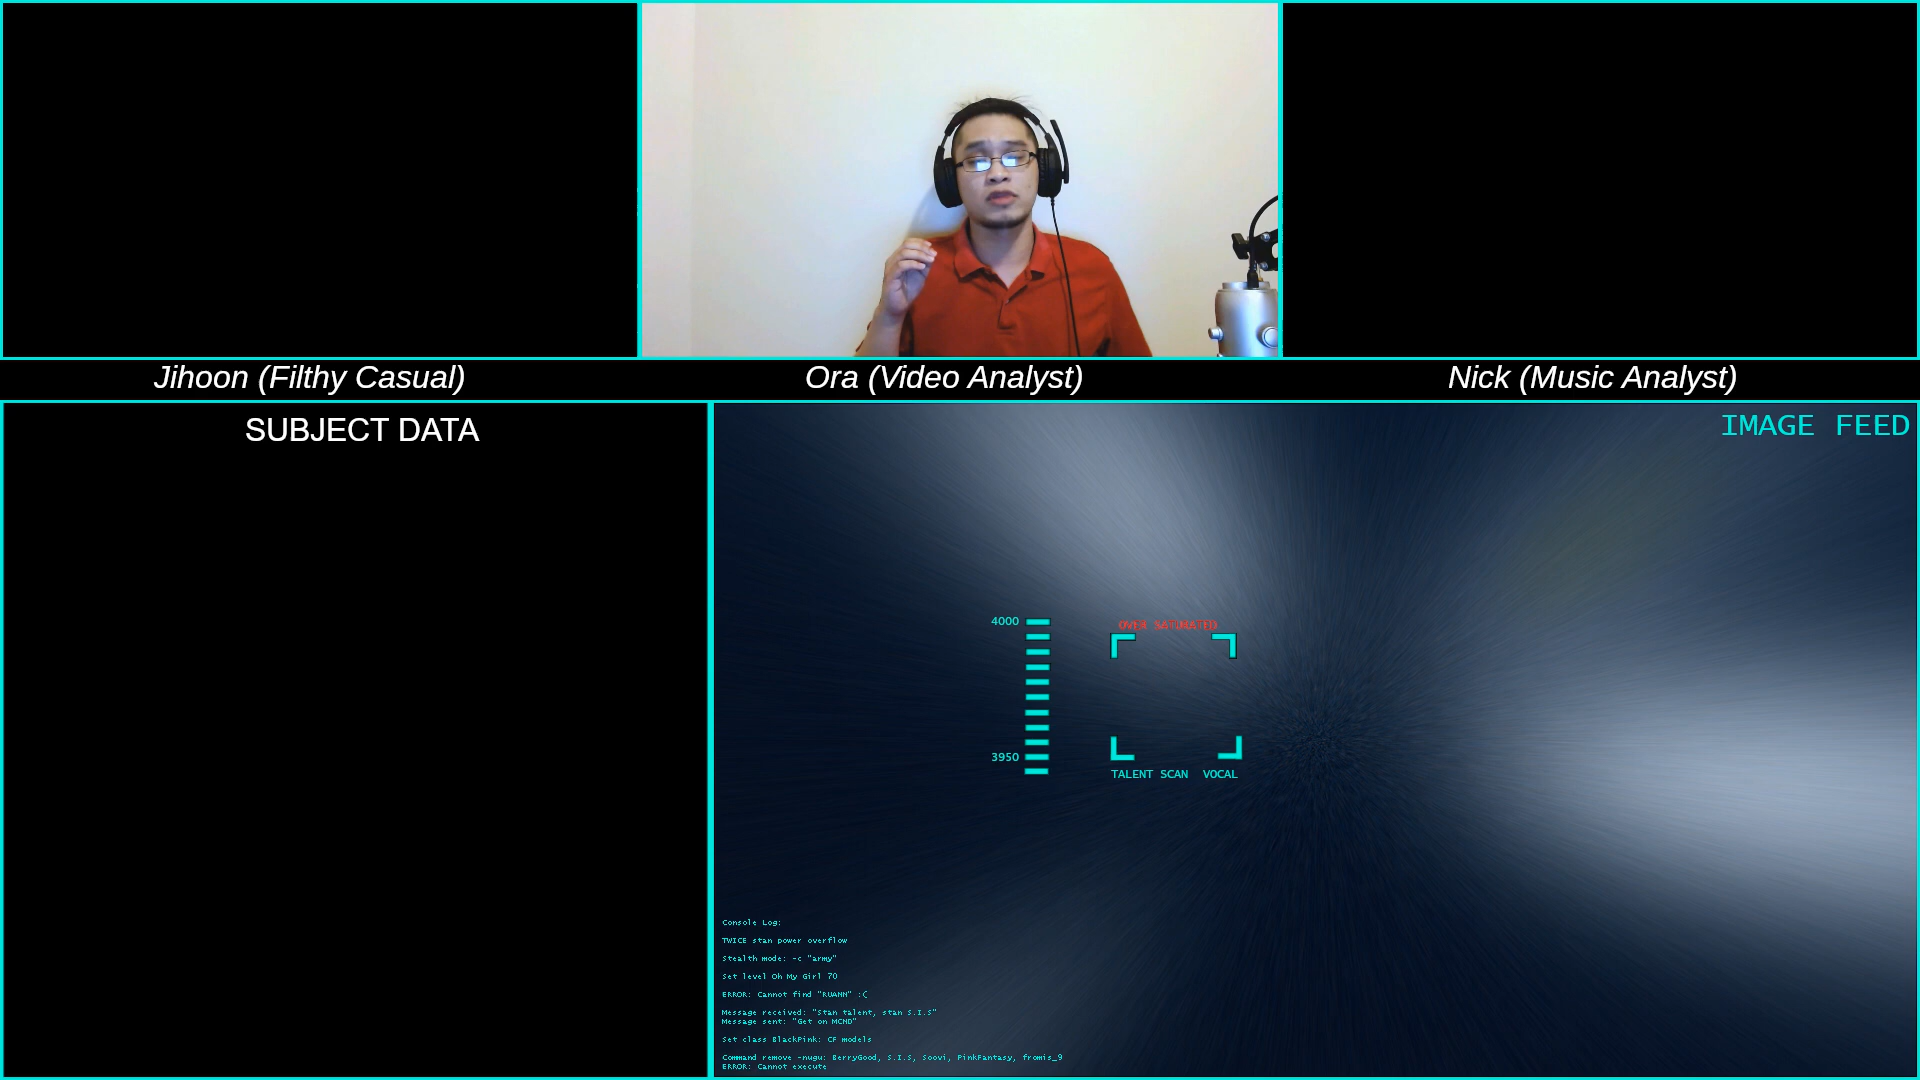 Jihoon (Filthy Casual)
Ora (Video Analyst)
Nick (Music Analyst)
SUBJECT DATA
IMAGE FEED
4000
OVER SATURATED
3950
TALENT SCAN VOCAL
Console Log:
TWICE stan power overflow
Stealth mode: -c "army"
Set level Oh My Girl 70
ERROR: Cannot find "RUANN" :(
Message received: "Stan talent, stan S.I.S"
Message sent: "Get on MCND"
Set class BlackPink: CF models
Command remove -nugu: BerryGood, S.I.S, Soovi, PinkFantasy, fromis_9
ERROR: Cannot execute